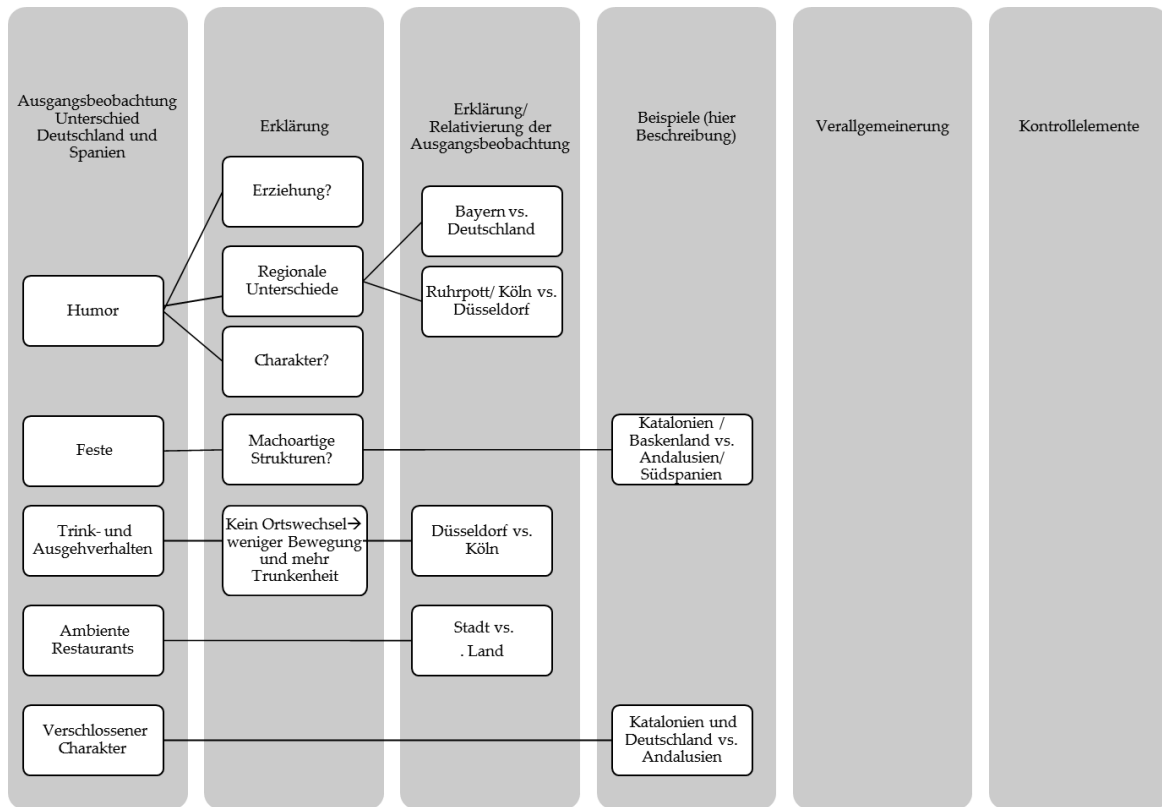 Ausgangsbeobachtung
Unterschied
Deutschland und
Spanien
Erklärung
Erklärung/
Relativierung der
Ausgangsbeobachtung
Beispiele (hier
Beschreibung)
Verallgemeinerung
Kontrollelemente
Humor
Erziehung?
Regionale
Unterschiede
Charakter?
Bayern vs.
Deutschland
Ruhrpott/ Köln vs.
Düsseldorf
Feste
Machoartige
Strukturen?
Katalonien /
Baskenland vs.
Andalusien/
Südspanien
Trink- und
Ausgehverhalten
Kein Ortswechsel→
weniger Bewegung
und mehr
Trunkenheit
Düsseldorf vs.
Köln
Ambiente
Restaurants
Stadt vs.
. Land
Verschlossener
Charakter
Katalonien und
Deutschland vs.
Andalusien